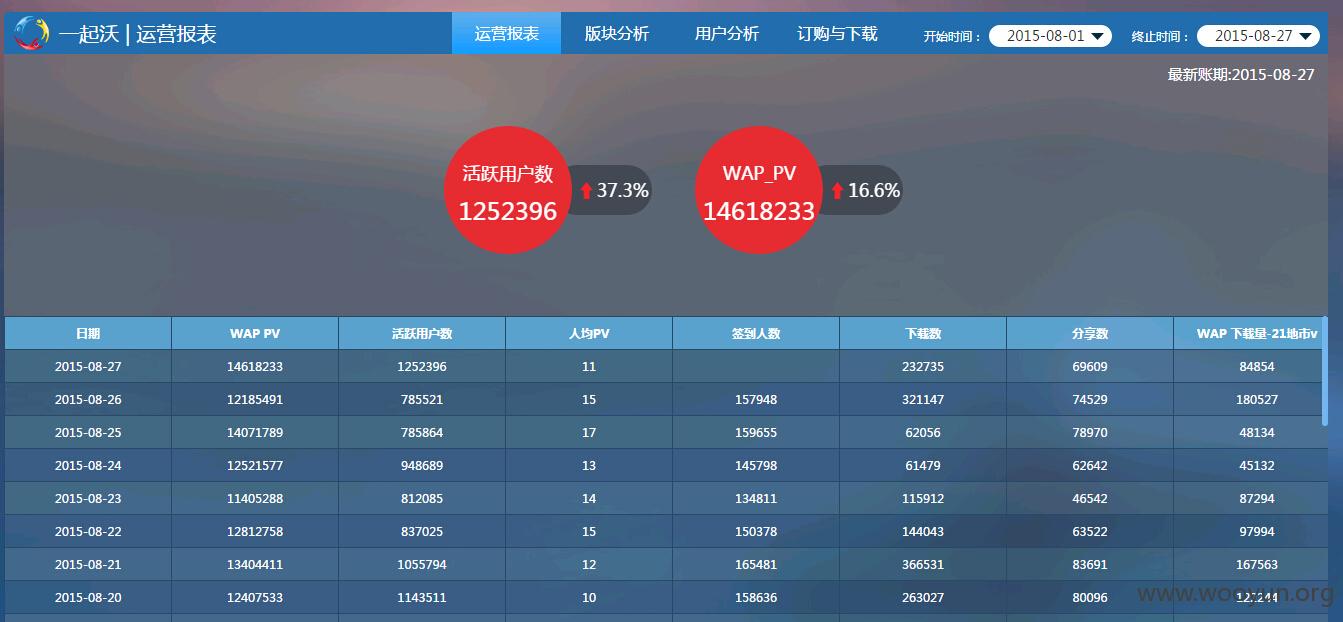 一起沃 | 运营报表 运营报表 版块分析 用户分析 订购与下载 开始时间： 2015-08-01 终止时间： 2015-08-27
最新账期:2015-08-27
活跃用户数 WAP_PV
37.3% 16.6%
1252396 14618233
日期 WAP PV 活跃用户数 人均PV 签到人数 下载数 分享数 WAP 下载量-21地市v
2015-08-27 14618233 1252396 11 232735 69609 84854
2015-08-26 12185491 785521 15 157948 321147 74529 180527
2015-08-25 14071789 785864 17 159655 62056 78970 48134
2015-08-24 12521577 948689 13 145798 61479 62642 45132
2015-08-23 11405288 812085 14 134811 115912 46542 87294
2015-08-22 12812758 837025 15 150378 144043 63522 97994
2015-08-21 13404411 1055794 12 165481 366531 83691 167563
2015-08-20 12407533 1143511 10 158636 263027 80096
www.wooyun.org